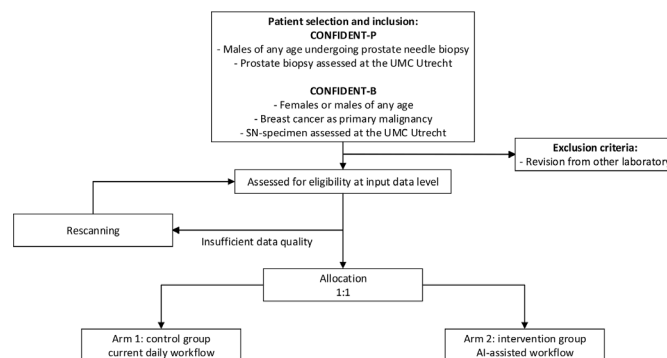 Patient selection and inclusion:
CONFIDENT-P
- Males of any age undergoing prostate needle biopsy
- Prostate biopsy assessed at the UMC Utrecht
CONFIDENT-B
- Females or males of any age
- Breast cancer as primary malignancy
- SN-specimen assessed at the UMC Utrecht
Exclusion criteria:
- Revision from other laboratory
Assessed for eligibility at input data level
Rescanning
Insufficient data quality
Allocation
1:1
Arm 1: control group
current daily workflow
Arm 2: intervention group
AI-assisted workflow